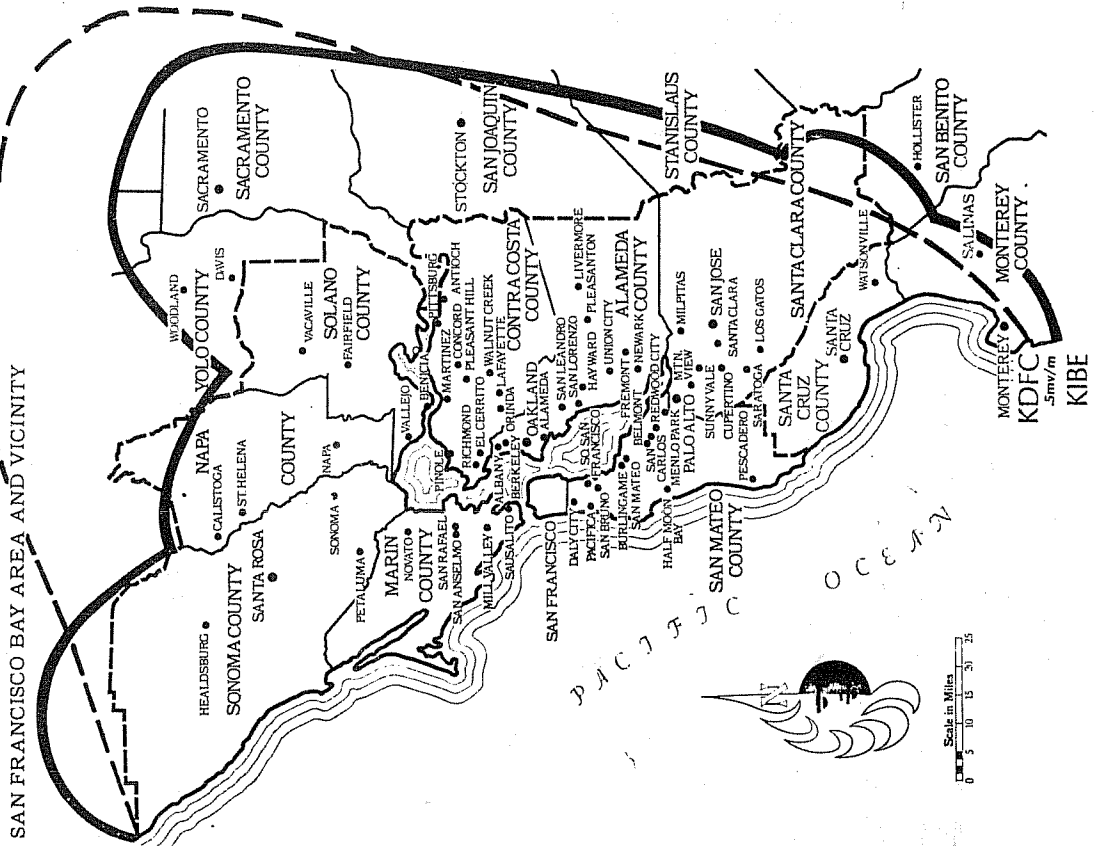 SAN FRANCISCO BAY AREA AND VICINITY
SACRAMENTO
SACRAMENTO
COUNTY
STOCKTON
SAN JOAQUIN
COUNTY
STANISLAUS
COUNTY
HOLLISTER
SAN BENITO
COUNTY
WOODLAND
DAVIS
YOLO COUNTY
VACAVILLE
SOLANO
COUNTY
FAIRFIELD
NAPA
COUNTY
CALISTOGA
ST. HELENA
NAPA
VALLEJO
BENICIA
PITTSBURG
ANTIOCH
MARTINEZ
CONCORD
PLEASANT HILL
WALNUT CREEK
LAFAYETTE
ORINDA
CONTRA COSTA
COUNTY
PINOLE
RICHMOND
EL CERRITO
ALBANY
BERKELEY
OAKLAND
ALAMEDA
SAN LEANDRO
SAN LORENZO
HAYWARD
LIVERMORE
PLEASANTON
UNION CITY
ALAMEDA
COUNTY
FREMONT
NEWARK
MILPITAS
SAN JOSE
SANTA CLARA
SANTA CLARA COUNTY
LOS GATOS
WATSONVILLE
SALINAS
MONTEREY
COUNTY
HEALDSBURG
SONOMA COUNTY
SANTA ROSA
SONOMA
PETALUMA
MARIN
COUNTY
NOVATO
SAN RAFAEL
SAN ANSELMO
MILL VALLEY
SAUSALITO
SAN FRANCISCO
DALY CITY
PACIFICA
SAN BRUNO
SO. SAN
FRANCISCO
BURLINGAME
SAN MATEO
BELMONT
SAN
CARLOS
REDWOOD CITY
MENLO PARK
PALO ALTO
MTN.
VIEW
SUNNYVALE
CUPERTINO
SARATOGA
HALF MOON
BAY
PESCADERO
SAN MATEO
COUNTY
SANTA
CRUZ
COUNTY
SANTA
CRUZ
MONTEREY
KDFC
.5mv/m
KIBE
PACIFIC OCEAN
N
Scale in Miles
0 5 10 15 20 25